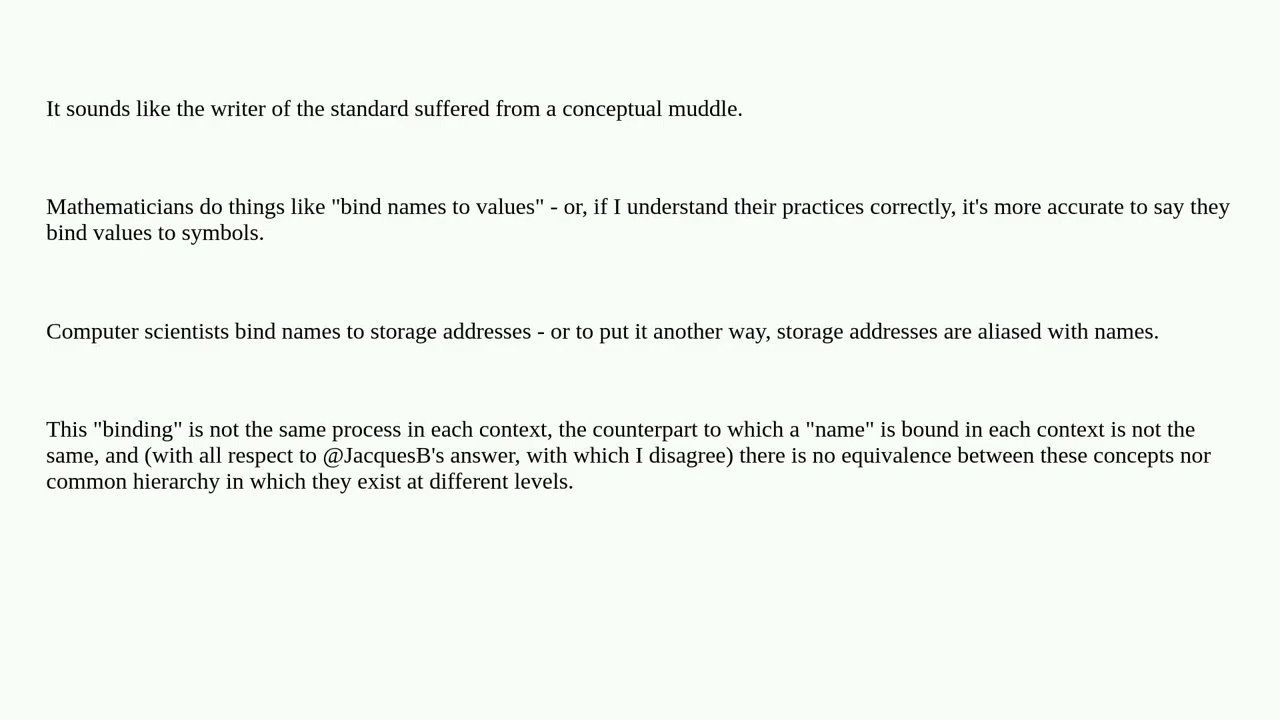 It sounds like the writer of the standard suffered from a conceptual muddle.
Mathematicians do things like "bind names to values" - or, if I understand their practices correctly, it's more accurate to say they
bind values to symbols.
Computer scientists bind names to storage addresses - or to put it another way, storage addresses are aliased with names.
This "binding" is not the same process in each context, the counterpart to which a "name" is bound in each context is not the
same, and (with all respect to @JacquesB's answer, with which I disagree) there is no equivalence between these concepts nor
common hierarchy in which they exist at different levels.